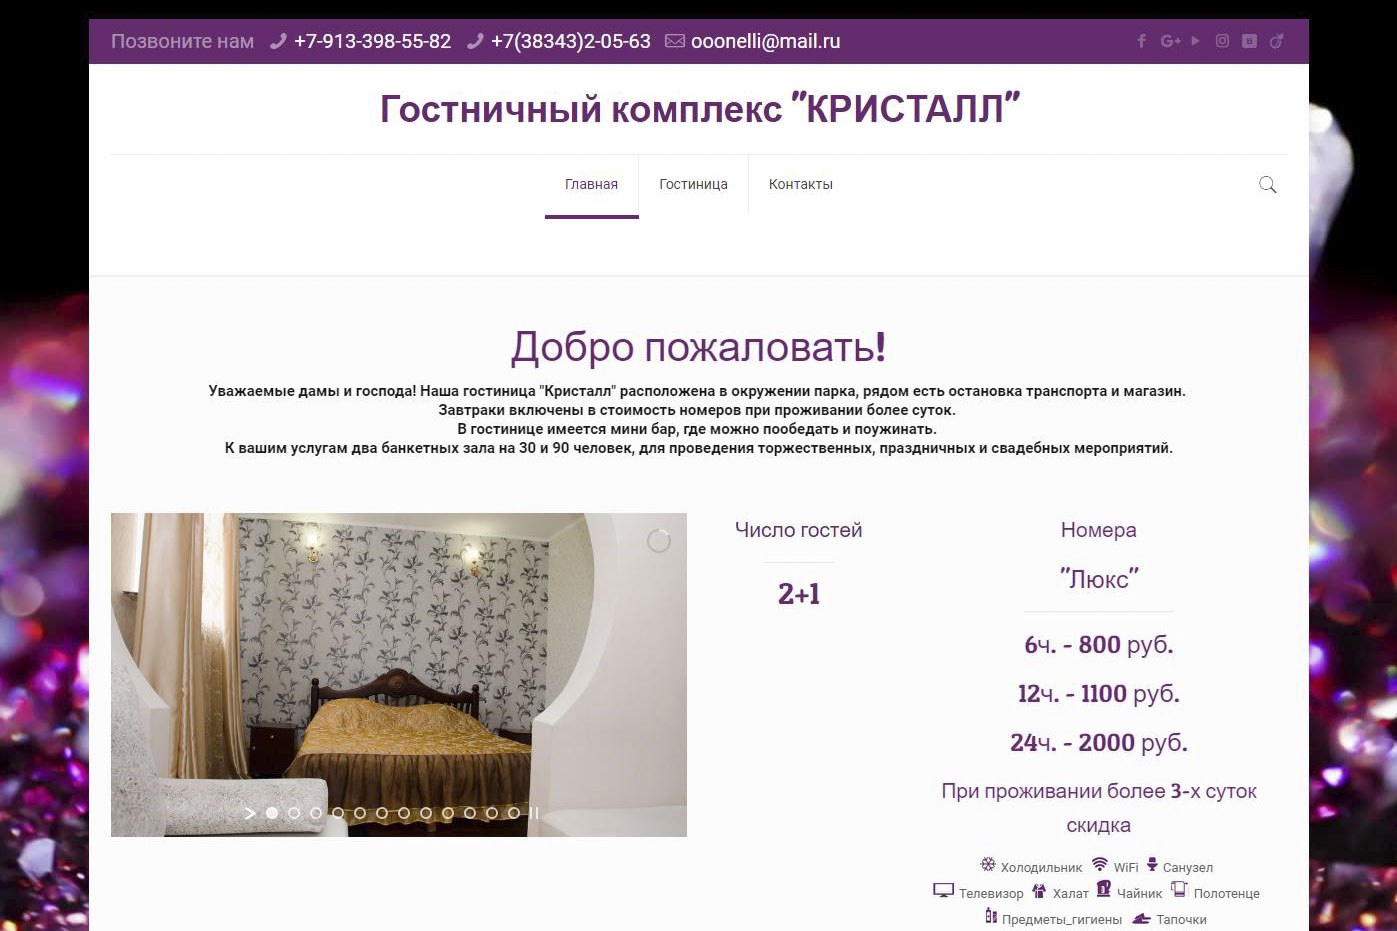 Позвоните нам +7-913-398-55-82 +7(38343)2-05-63 ooonelli@mail.ru
Гостничный комплекс "КРИСТАЛЛ"
Главная Гостиница Контакты
Добро пожаловать!
Уважаемые дамы и господа! Наша гостиница "Кристалл" расположена в окружении парка, рядом есть остановка транспорта и магазин.
Завтраки включены в стоимость номеров при проживании более суток.
В гостинице имеется мини бар, где можно пообедать и поужинать.
К вашим услугам два банкетных зала на 30 и 90 человек, для проведения торжественных, праздничных и свадебных мероприятий.
Число гостей
2+1
Номера
"Люкс"
6ч. - 800 руб.
12ч. - 1100 руб.
24ч. - 2000 руб.
При проживании более 3-х суток
скидка
Холодильник WiFi Санузел
Телевизор Халат Чайник Полотенце
Предметы_гигиены Тапочки